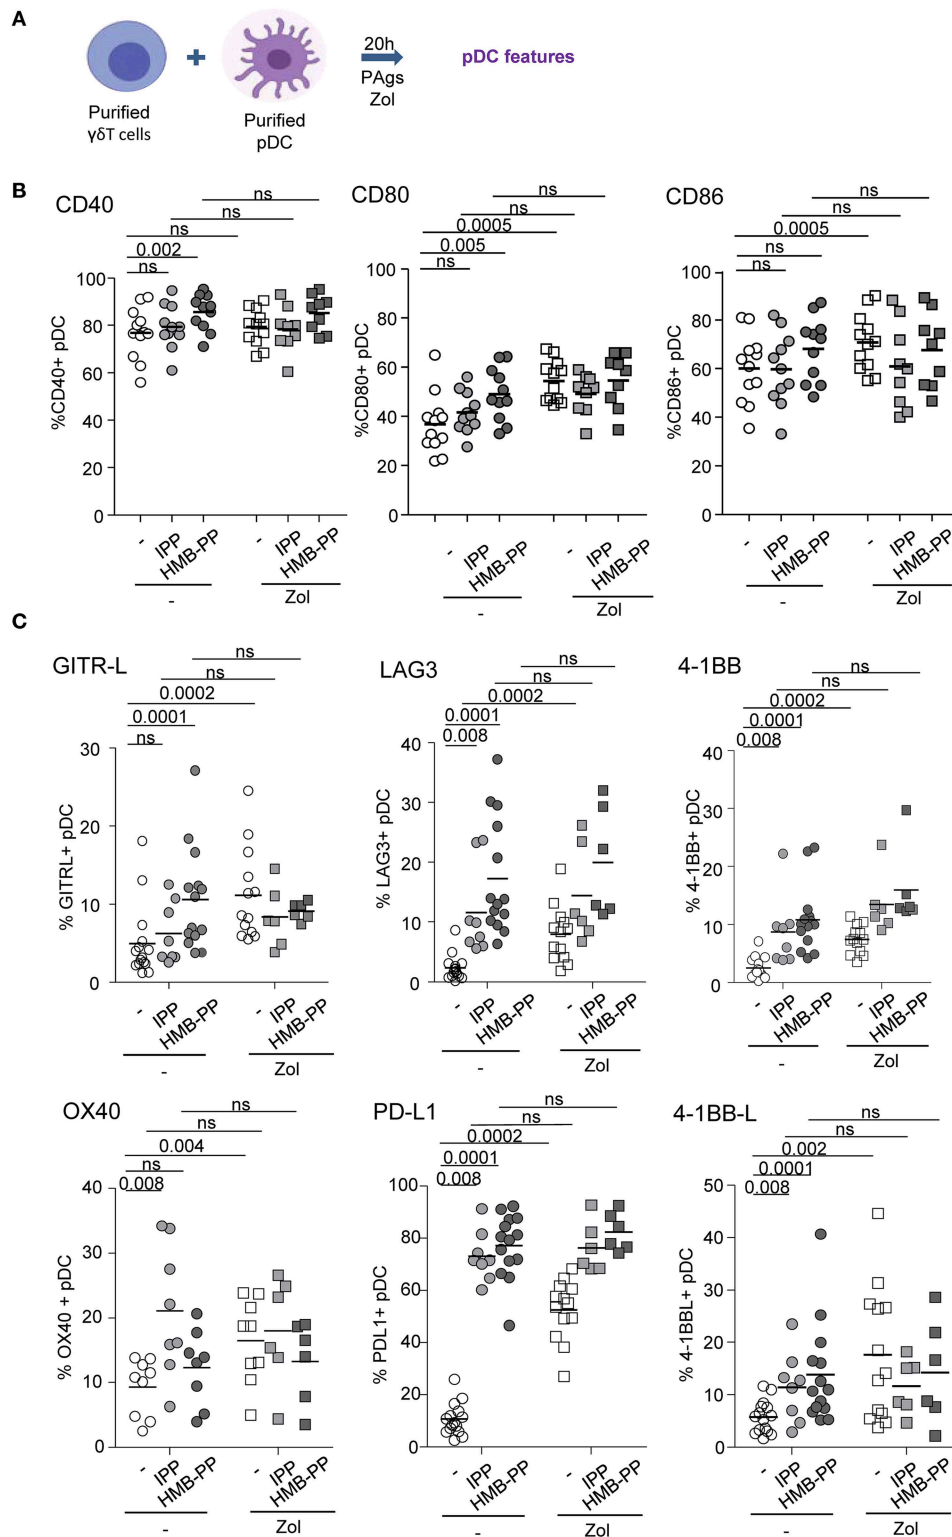 A
20h
PAgs
Zol
pDC features
Purified
γδT cells
Purified
pDC
B
CD40
ns
ns
ns
0.002
ns
%CD40+ pDC
100
80
60
40
20
0
-
IPP
HMB-PP
-
Zol
CD80
ns
ns
0.0005
0.005
ns
%CD80+ pDC
100
80
60
40
20
0
-
IPP
HMB-PP
-
IPP
HMB-PP
-
Zol
CD86
ns
ns
0.0005
ns
ns
%CD86+ pDC
100
80
60
40
20
0
-
IPP
HMB-PP
-
IPP
HMB-PP
-
Zol
-
IPP
HMB-PP
C
GITR-L
ns
ns
0.0002
0.0001
ns
% GITRL+ pDC
30
20
10
0
-
IPP
HMB-PP
-
IPP
HMB-PP
-
Zol
LAG3
ns
ns
0.0002
0.0001
0.008
% LAG3+ pDC
40
30
20
10
0
-
IPP
HMB-PP
-
IPP
HMB-PP
-
Zol
4-1BB
ns
ns
0.0002
0.0001
0.008
% 4-1BB+ pDC
40
30
20
10
0
-
IPP
HMB-PP
-
IPP
HMB-PP
-
Zol
OX40
ns
ns
0.004
ns
0.008
% OX40 + pDC
40
30
20
10
0
-
IPP
HMB-PP
-
IPP
HMB-PP
-
Zol
PD-L1
ns
ns
0.0002
0.0001
0.008
% PDL1+ pDC
100
80
60
40
20
0
-
IPP
HMB-PP
-
IPP
HMB-PP
-
Zol
4-1BB-L
ns
ns
0.002
0.0001
0.008
% 4-1BBL+ pDC
50
40
30
20
10
0
-
IPP
HMB-PP
-
IPP
HMB-PP
-
Zol